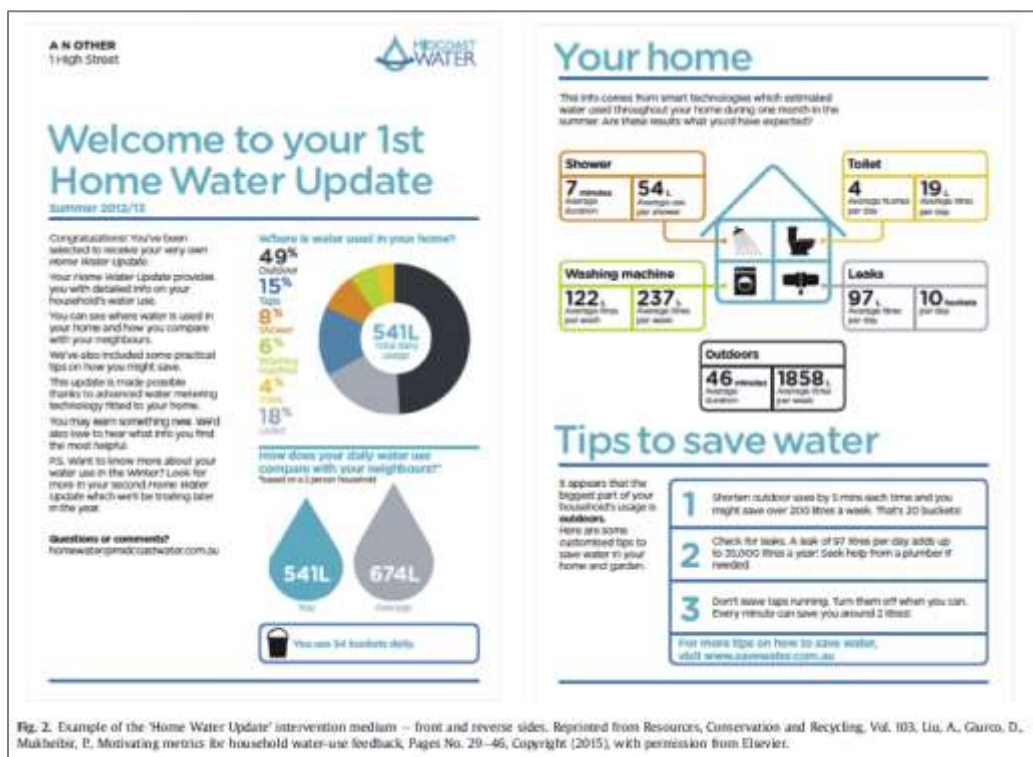 A N OTHER
1 High Street
MIDCOAST
WATER
Welcome to your 1st
Home Water Update
Summer 2012/13
Congratulations! You've been
selected to receive your very own
Home Water Update.
Your Home Water Update provides
you with detailed info on your
household's water use.
You can see where water is used in
your home and how you compare
with your neighbours.
We've also included some practical
tips on how you might save.
This update is made possible
thanks to advanced water metering
technology fitted to your home.
You may learn something new. We'd
also love to hear what info you find
the most helpful.
P.S. Want to know more about your
water use in the Winter? Look for
more in your second Home Water
Update which we'll be trialing later
in the year.
Questions or comments?
homewater@midcoastwater.com.au
Where is water used in your home?
49%
Outdoor
15%
Taps
8%
Shower
6%
Washing
machine
4%
18%
Leaks
541L
Total daily
usage
How does your daily water use
compare with your neighbours?*
*based on a 2 person household
541L
You
674L
Average
You use 54 buckets daily
Your home
This info comes from smart technologies which estimated
water used throughout your home during one month in the
summer. Are these results what you'd have expected?
Shower
7 minutes
Average
duration
54 L
Average use
per shower
Toilet
4
Average flushes
per day
19 L
Average litres
per day
Washing machine
122 L
Average litres
per wash
237 L
Average litres
per week
Leaks
97 L
Average litres
per day
10 buckets
per day
Outdoors
46 minutes
Average
duration
1858 L
Average litres
per week
Tips to save water
It appears that the
biggest part of your
household's usage is
outdoors.
Here are some
customised tips to
save water in your
home and garden.
1
Shorten outdoor uses by 5 mins each time and you
might save over 200 litres a week. That's 20 buckets!
2
Check for leaks. A leak of 97 litres per day adds up
to 35,000 litres a year! Seek help from a plumber if
needed.
3
Don't leave taps running. Turn them off when you can.
Every minute can save you around 2 litres!
For more tips on how to save water,
visit www.savewater.com.au
Fig. 2. Example of the 'Home Water Update' intervention medium – front and reverse sides. Reprinted from Resources, Conservation and Recycling, Vol. 103, Liu, A., Giurco, D.,
Mukheibir, P., Motivating metrics for household water-use feedback, Pages No. 29–46, Copyright (2015), with permission from Elsevier.